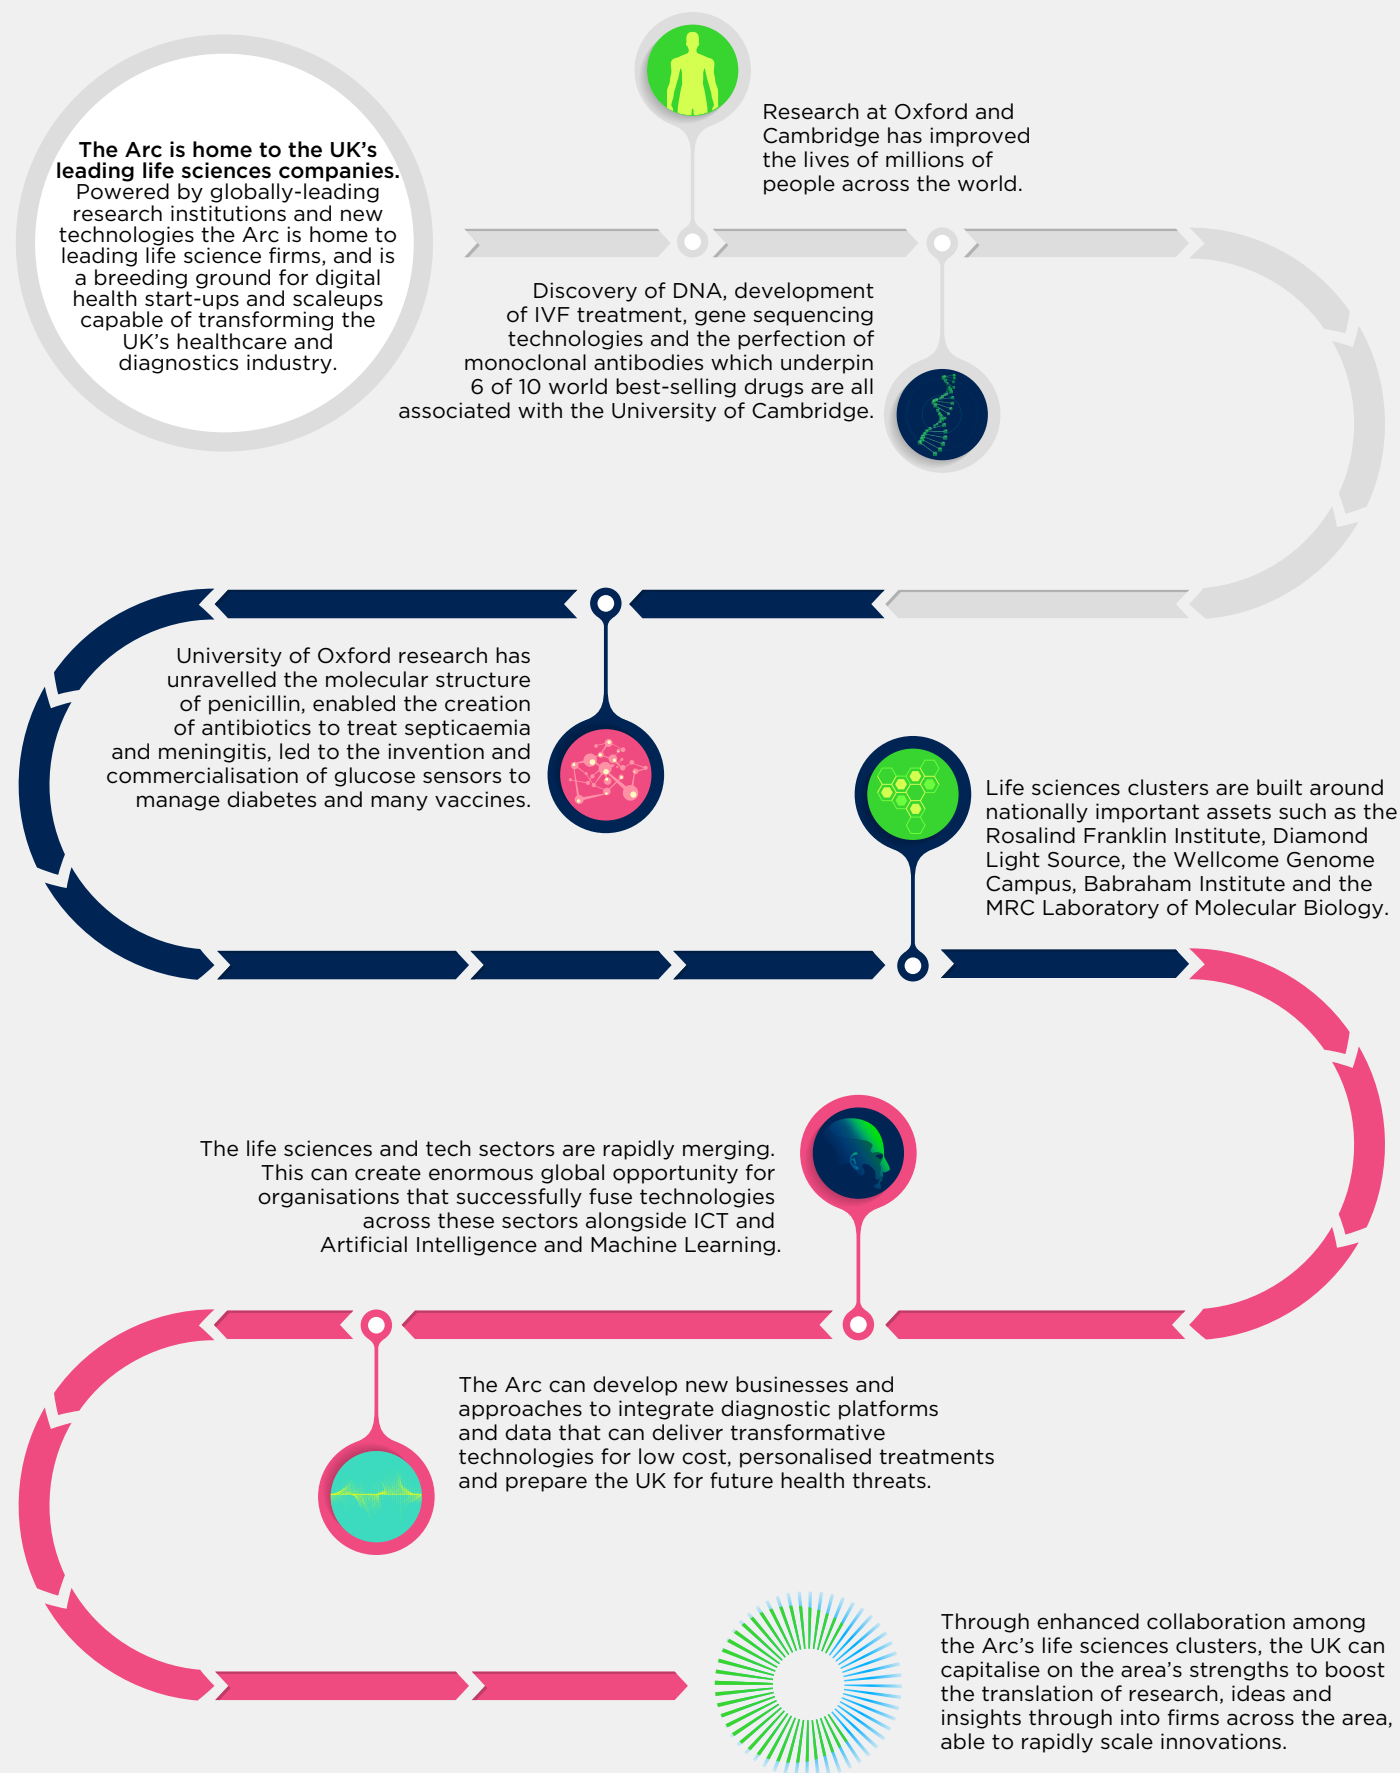 The Arc is home to the UK’s
leading life sciences companies.
Powered by globally-leading
research institutions and new
technologies the Arc is home to
leading life science firms, and is
a breeding ground for digital
health start-ups and scaleups
capable of transforming the
UK’s healthcare and
diagnostics industry.
Research at Oxford and
Cambridge has improved
the lives of millions of
people across the world.
Discovery of DNA, development
of IVF treatment, gene sequencing
technologies and the perfection of
monoclonal antibodies which underpin
6 of 10 world best-selling drugs are all
associated with the University of Cambridge.
University of Oxford research has
unravelled the molecular structure
of penicillin, enabled the creation
of antibiotics to treat septicaemia
and meningitis, led to the invention and
commercialisation of glucose sensors to
manage diabetes and many vaccines.
Life sciences clusters are built around
nationally important assets such as the
Rosalind Franklin Institute, Diamond
Light Source, the Wellcome Genome
Campus, Babraham Institute and the
MRC Laboratory of Molecular Biology.
The life sciences and tech sectors are rapidly merging.
This can create enormous global opportunity for
organisations that successfully fuse technologies
across these sectors alongside ICT and
Artificial Intelligence and Machine Learning.
The Arc can develop new businesses and
approaches to integrate diagnostic platforms
and data that can deliver transformative
technologies for low cost, personalised treatments
and prepare the UK for future health threats.
Through enhanced collaboration among
the Arc’s life sciences clusters, the UK can
capitalise on the area’s strengths to boost
the translation of research, ideas and
insights through into firms across the area,
able to rapidly scale innovations.